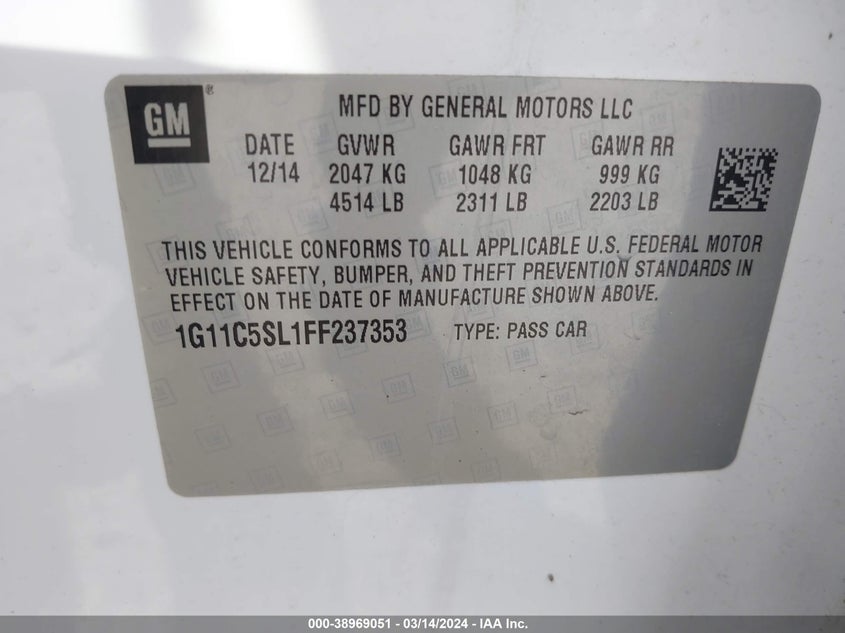 GM®
MFD BY GENERAL MOTORS LLC
DATE GVWR GAWR FRT GAWR RR
12/14 2047 KG 1048 KG 999 KG
4514 LB 2311 LB 2203 LB
THIS VEHICLE CONFORMS TO ALL APPLICABLE U.S. FEDERAL MOTOR
VEHICLE SAFETY, BUMPER, AND THEFT PREVENTION STANDARDS IN
EFFECT ON THE DATE OF MANUFACTURE SHOWN ABOVE.
1G11C5SL1FF237353 TYPE: PASS CAR
000-38969051 - 03/14/2024 - IAA Inc.